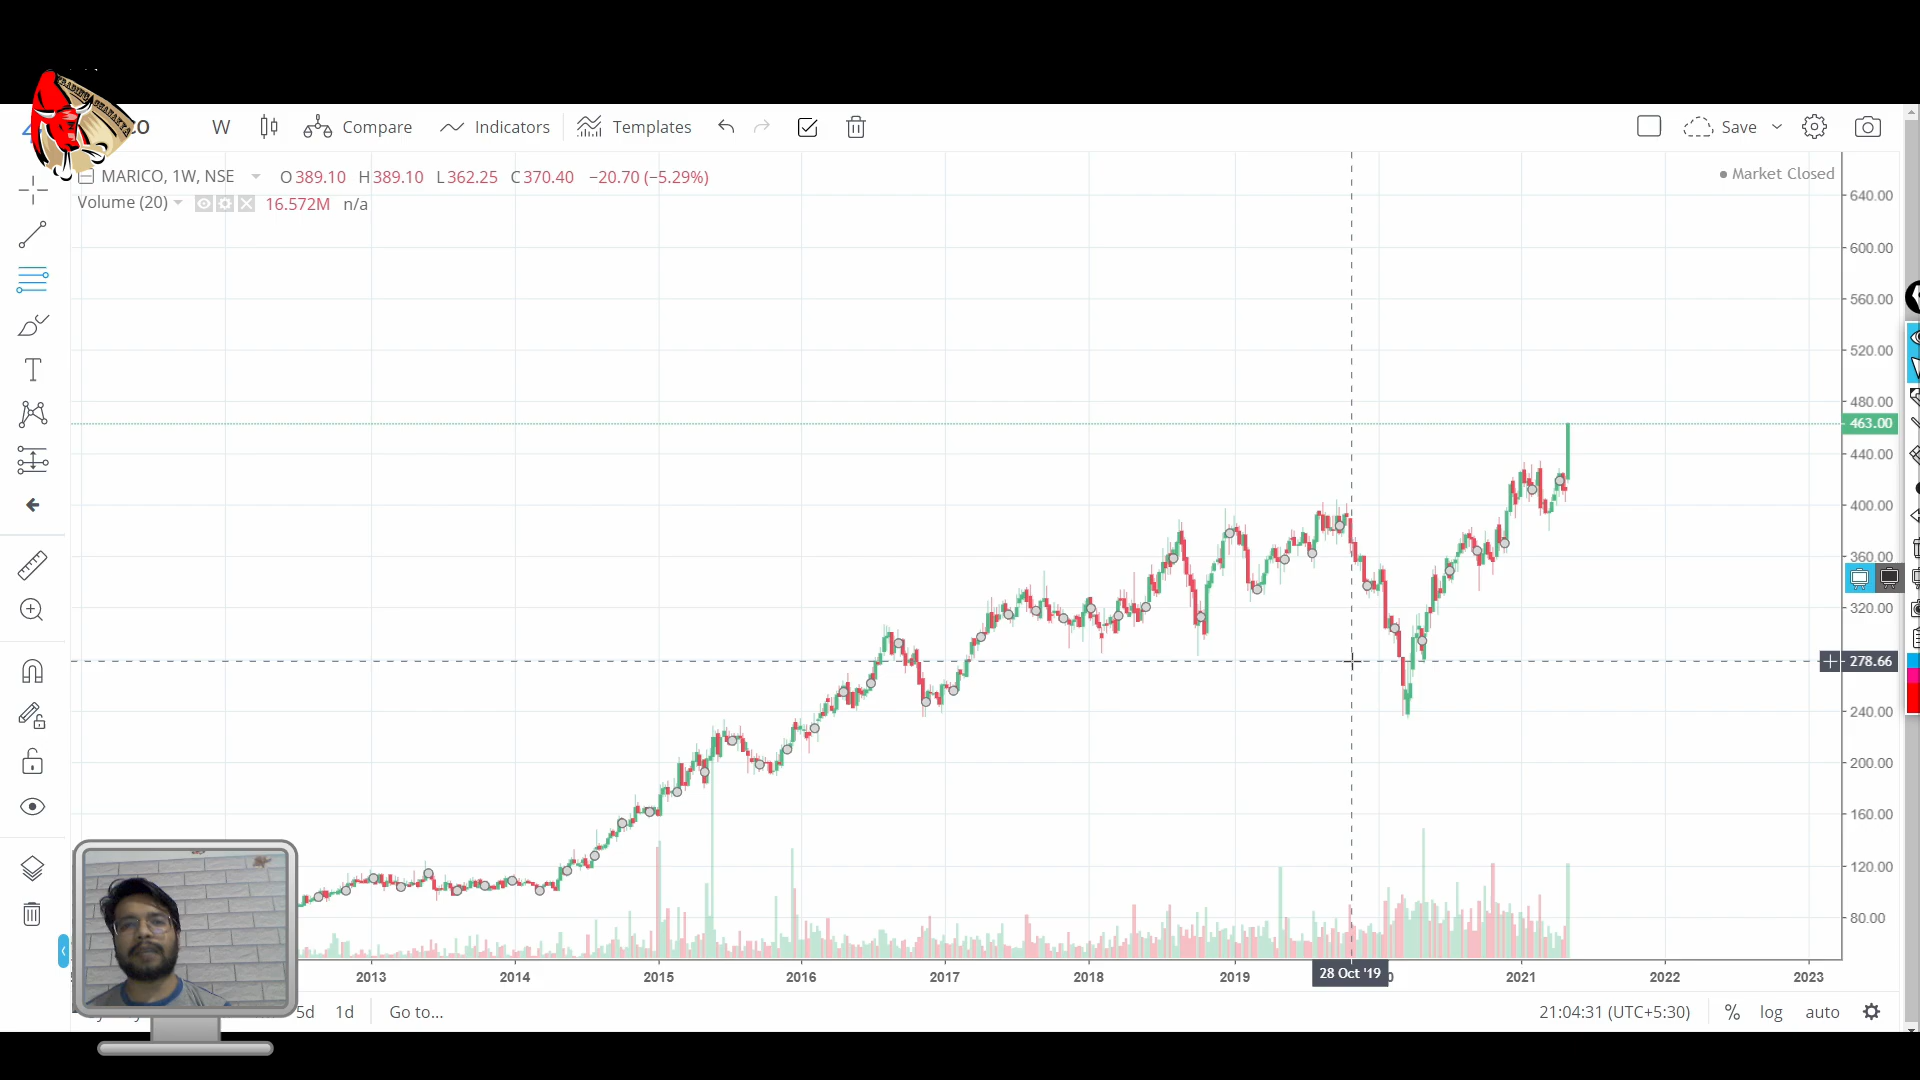 TRADING CHANAKYA
O W Compare Indicators Templates Save
MARICO, 1W, NSE O389.10 H389.10 L362.25 C370.40 −20.70 (−5.29%)
Market Closed
Volume (20) 16.572M n/a
640.00
600.00
560.00
520.00
480.00
463.00
440.00
400.00
360.00
320.00
278.66
240.00
200.00
160.00
120.00
80.00
2013 2014 2015 2016 2017 2018 2019 28 Oct '19 2021 2022 2023
5d 1d Go to... 21:04:31 (UTC+5:30) % log auto